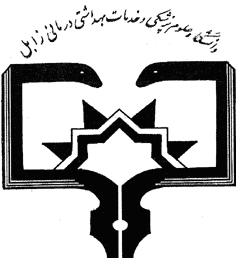 دانشگاه علوم پزشکی و خدمات بهداشتی درمانی زابل